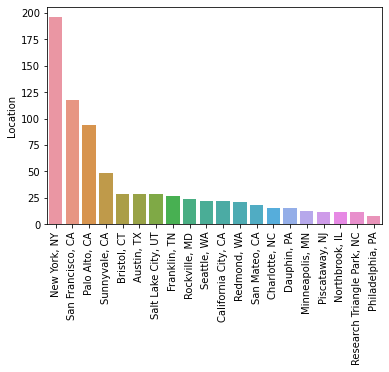 200
175
150
125
100
75
50
25
0
Location
New York, NY
San Francisco, CA
Palo Alto, CA
Sunnyvale, CA
Bristol, CT
Austin, TX
Salt Lake City, UT
Franklin, TN
Rockville, MD
Seattle, WA
California City, CA
Redmond, WA
San Mateo, CA
Charlotte, NC
Dauphin, PA
Minneapolis, MN
Piscataway, NJ
Northbrook, IL
Research Triangle Park, NC
Philadelphia, PA